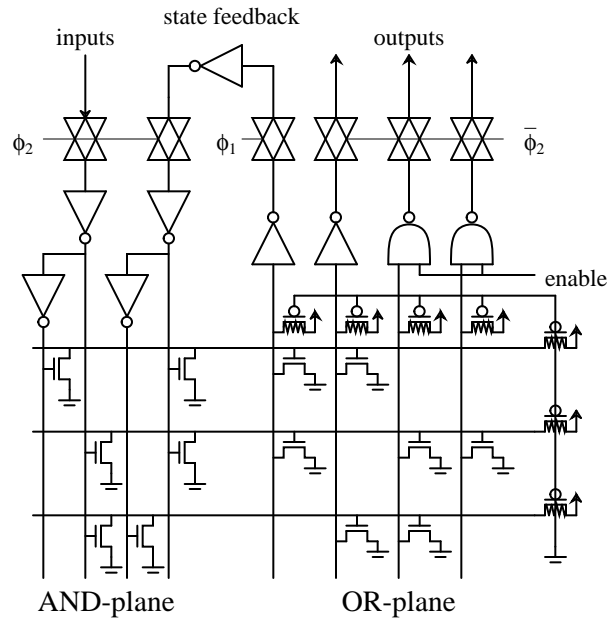 state feedback
inputs
outputs
ϕ₂
ϕ₁
ϕ̅₂
enable
AND-plane
OR-plane